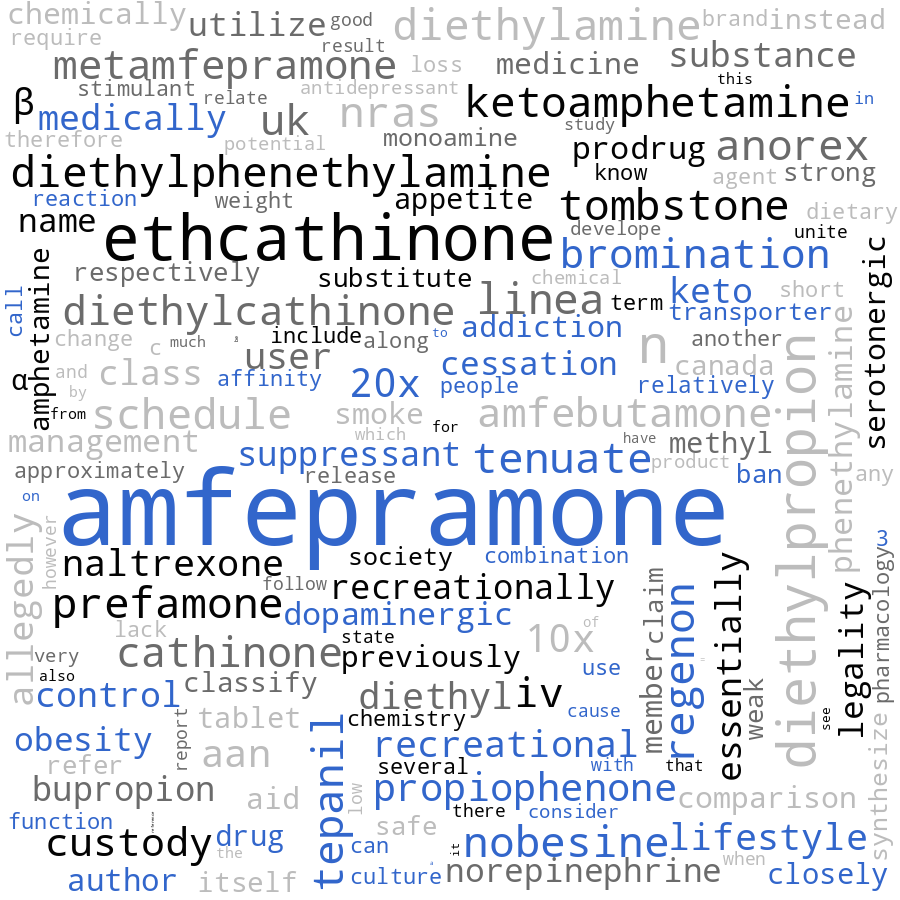 chemically utilize good diethylamine brand instead
require result
metamfepramone loss medicine substance
stimulant relate antidepressant this
β medically uk nras ketoamphetamine in
therefore potential monoamine study
diethylphenethylamine prodrug anorex
know agent strong
reaction weight appetite tombstone dietary
name ethcathinone develope unite
bromination
respectively substitute chemical
diethylcathinone linea term keto short
call amphetamine transporter serotonergic
change c much include along to addiction another
user n canada
α and class affinity 20x cessation people relatively
by
from schedule smoke amfebutamone phenethylamine
which for
management suppressant tenuate have methyl
product
approximately release ban any
on amfepramone diethylpropion
allegedly however
naltrexone society combination 3
follow recreationally pharmacology
prefamone dopaminergic member claim regenon essentially legality
lack state 10x of
very cathinone previously use
also
control classify diethyl iv cause weak see
report tablet chemistry
obesity aan tepanil recreational
refer several with that
bupropion aid low propiophenone comparison synthesize
function there consider
custody drug safe
the it nobesine lifestyle
can when
author itself culture norepinephrine closely